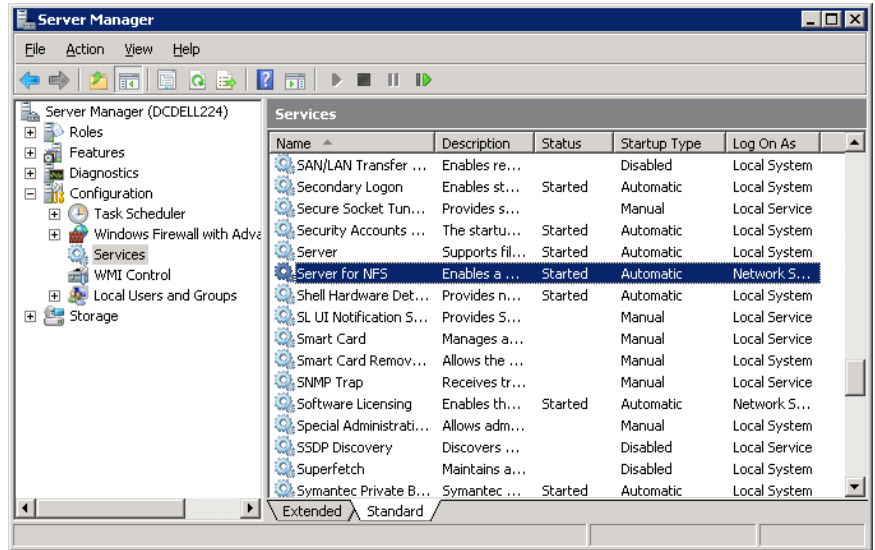 Server Manager
File Action View Help
Server Manager (DCDELL224)
Roles
Features
Diagnostics
Configuration
Task Scheduler
Windows Firewall with Adva
Services
WMI Control
Local Users and Groups
Storage
Services
Name Description Status Startup Type Log On As
SAN/LAN Transfer ... Enables re... Disabled Local System
Secondary Logon Enables st... Started Automatic Local System
Secure Socket Tun... Provides s... Manual Local Service
Security Accounts ... The startu... Started Automatic Local System
Server Supports fil... Started Automatic Local System
Server for NFS Enables a ... Started Automatic Network S...
Shell Hardware Det... Provides n... Started Automatic Local System
SL UI Notification S... Provides S... Manual Local Service
Smart Card Manages a... Manual Local Service
Smart Card Remov... Allows the ... Manual Local System
SNMP Trap Receives tr... Manual Local Service
Software Licensing Enables th... Started Automatic Network S...
Special Administrati... Allows adm... Manual Local System
SSDP Discovery Discovers ... Disabled Local Service
Superfetch Maintains a... Disabled Local System
Symantec Private B... Symantec ... Started Automatic Local System
Extended Standard